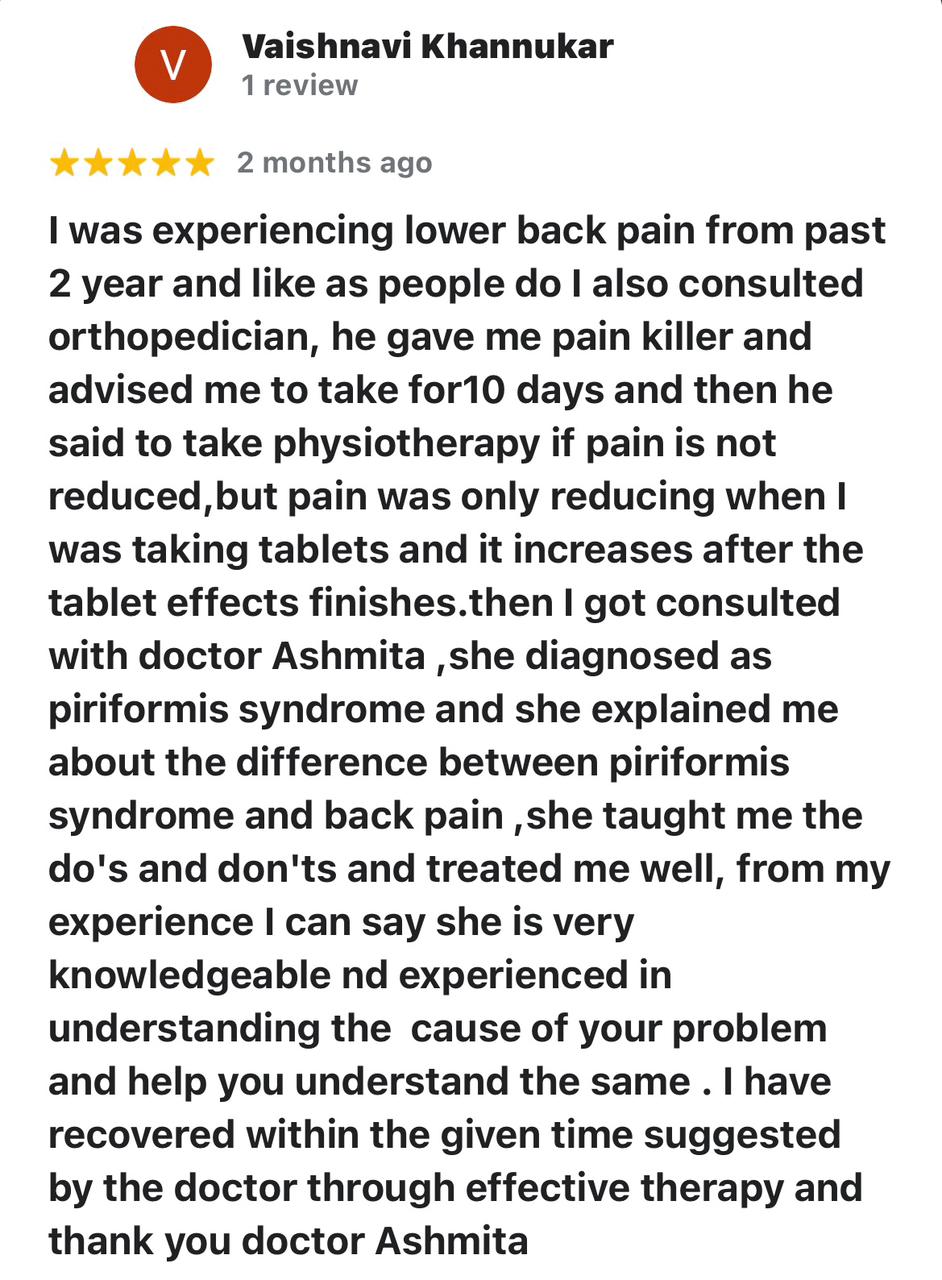 V
Vaishnavi Khannukar
1 review
2 months ago
I was experiencing lower back pain from past
2 year and like as people do I also consulted
orthopedician, he gave me pain killer and
advised me to take for10 days and then he
said to take physiotherapy if pain is not
reduced,but pain was only reducing when I
was taking tablets and it increases after the
tablet effects finishes.then I got consulted
with doctor Ashmita ,she diagnosed as
piriformis syndrome and she explained me
about the difference between piriformis
syndrome and back pain ,she taught me the
do's and don'ts and treated me well, from my
experience I can say she is very
knowledgeable nd experienced in
understanding the  cause of your problem
and help you understand the same . I have
recovered within the given time suggested
by the doctor through effective therapy and
thank you doctor Ashmita